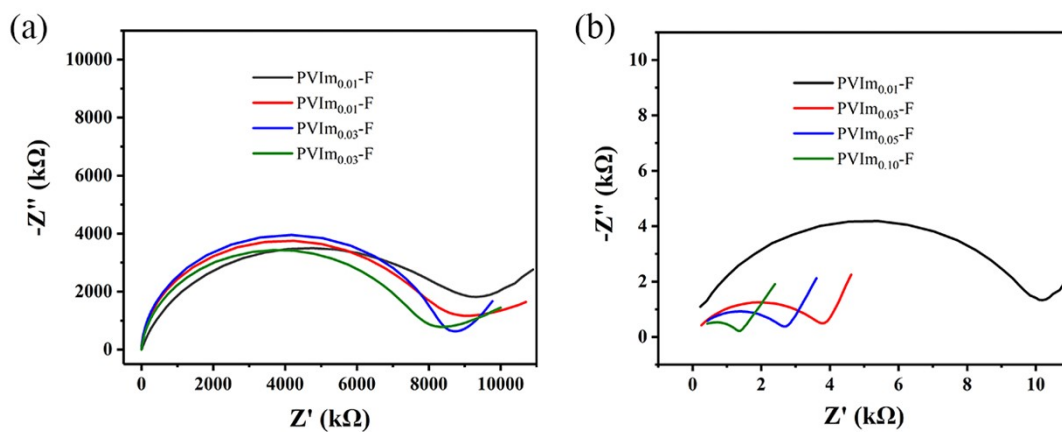 (a)
10000
8000
6000
4000
2000
0
-Z" (kΩ)
PVIm0.01-F
PVIm0.01-F
PVIm0.03-F
PVIm0.03-F
0 2000 4000 6000 8000 10000
Z' (kΩ)
(b)
10
8
6
4
2
0
-Z" (kΩ)
PVIm0.01-F
PVIm0.03-F
PVIm0.05-F
PVIm0.10-F
0 2 4 6 8 10
Z' (kΩ)